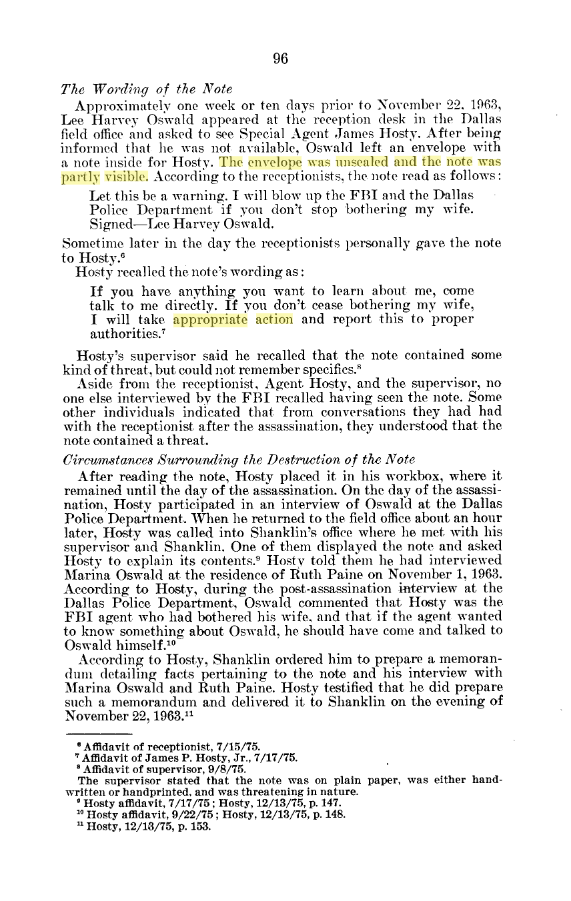 96
The Wording of the Note
Approximately one week or ten days prior to November 22, 1963,
Lee Harvey Oswald appeared at the reception desk in the Dallas
field office and asked to see Special Agent James Hosty. After being
informed that he was not available, Oswald left an envelope with
a note inside for Hosty. The envelope was unsealed and the note was
partly visible. According to the receptionists, the note read as follows:
Let this be a warning. I will blow up the FBI and the Dallas
Police Department if you don't stop bothering my wife.
Signed—Lee Harvey Oswald.
Sometime later in the day the receptionists personally gave the note
to Hosty.⁶
Hosty recalled the note's wording as:
If you have anything you want to learn about me, come
talk to me directly. If you don't cease bothering my wife,
I will take appropriate action and report this to proper
authorities.⁷
Hosty's supervisor said he recalled that the note contained some
kind of threat, but could not remember specifics.⁸
Aside from the receptionist, Agent Hosty, and the supervisor, no
one else interviewed by the FBI recalled having seen the note. Some
other individuals indicated that from conversations they had had
with the receptionist after the assassination, they understood that the
note contained a threat.
Circumstances Surrounding the Destruction of the Note
After reading the note, Hosty placed it in his workbox, where it
remained until the day of the assassination. On the day of the assassi-
nation, Hosty participated in an interview of Oswald at the Dallas
Police Department. When he returned to the field office about an hour
later, Hosty was called into Shanklin's office where he met with his
supervisor and Shanklin. One of them displayed the note and asked
Hosty to explain its contents.⁹ Hosty told them he had interviewed
Marina Oswald at the residence of Ruth Paine on November 1, 1963.
According to Hosty, during the post-assassination interview at the
Dallas Police Department, Oswald commented that Hosty was the
FBI agent who had bothered his wife, and that if the agent wanted
to know something about Oswald, he should have come and talked to
Oswald himself.¹⁰
According to Hosty, Shanklin ordered him to prepare a memoran-
dum detailing facts pertaining to the note and his interview with
Marina Oswald and Ruth Paine. Hosty testified that he did prepare
such a memorandum and delivered it to Shanklin on the evening of
November 22, 1963.¹¹
⁶ Affidavit of receptionist, 7/15/75.
⁷ Affidavit of James P. Hosty, Jr., 7/17/75.
⁸ Affidavit of supervisor, 9/8/75.
The supervisor stated that the note was on plain paper, was either hand-
written or handprinted, and was threatening in nature.
⁹ Hosty affidavit, 7/17/75; Hosty, 12/13/75, p. 147.
¹⁰ Hosty affidavit, 9/22/75; Hosty, 12/13/75, p. 148.
¹¹ Hosty, 12/13/75, p. 153.